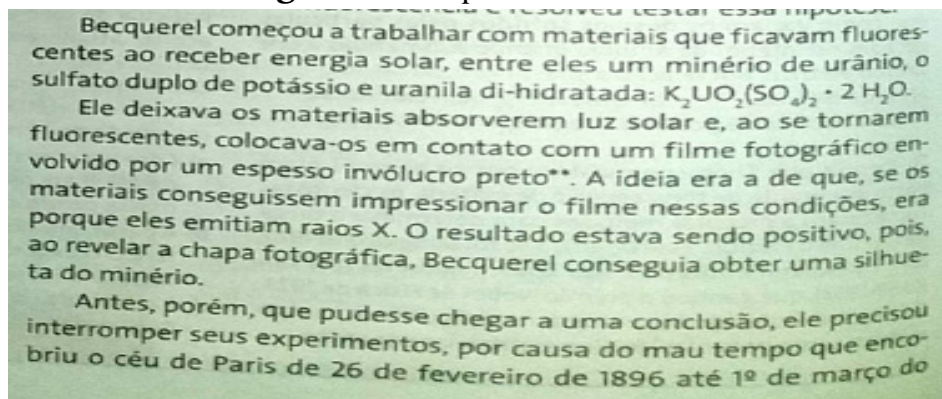 e resolveu testar essa hipótese.
Becquerel começou a trabalhar com materiais que ficavam fluores-
centes ao receber energia solar, entre eles um minério de urânio, o
sulfato duplo de potássio e uranila di-hidratada: K₂UO₂(SO₄)₂ · 2 H₂O.
Ele deixava os materiais absorverem luz solar e, ao se tornarem
fluorescentes, colocava-os em contato com um filme fotográfico en-
volvido por um espesso invólucro preto**. A ideia era a de que, se os
materiais conseguissem impressionar o filme nessas condições, era
porque eles emitiam raios X. O resultado estava sendo positivo, pois,
ao revelar a chapa fotográfica, Becquerel conseguia obter uma silhue-
ta do minério.
Antes, porém, que pudesse chegar a uma conclusão, ele precisou
interromper seus experimentos, por causa do mau tempo que enco-
briu o céu de Paris de 26 de fevereiro de 1896 até 1º de março do